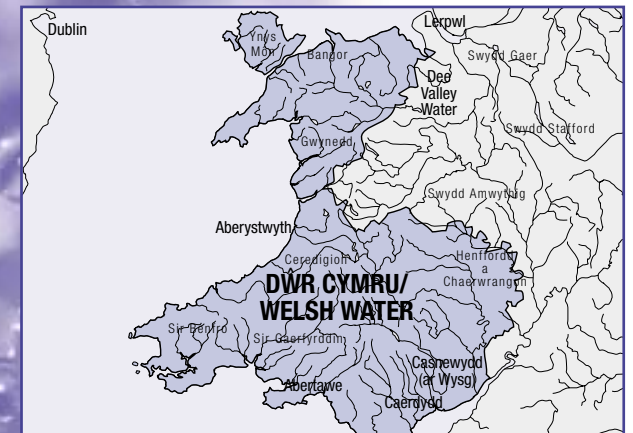 Dublin
Lerpwl
Ynys
Môn
Bangor
Swydd Gaer
Dee
Valley
Water
Swydd Stafford
Gwynedd
Swydd Amwythig
Aberystwyth
Ceredigion
Henffordd
a
Chaerwrangon
DWR CYMRU/
WELSH WATER
Sir Benfro
Sir Gaerfyrddin
Casnewydd
(ar Wysg)
Abertawe
Caerdydd